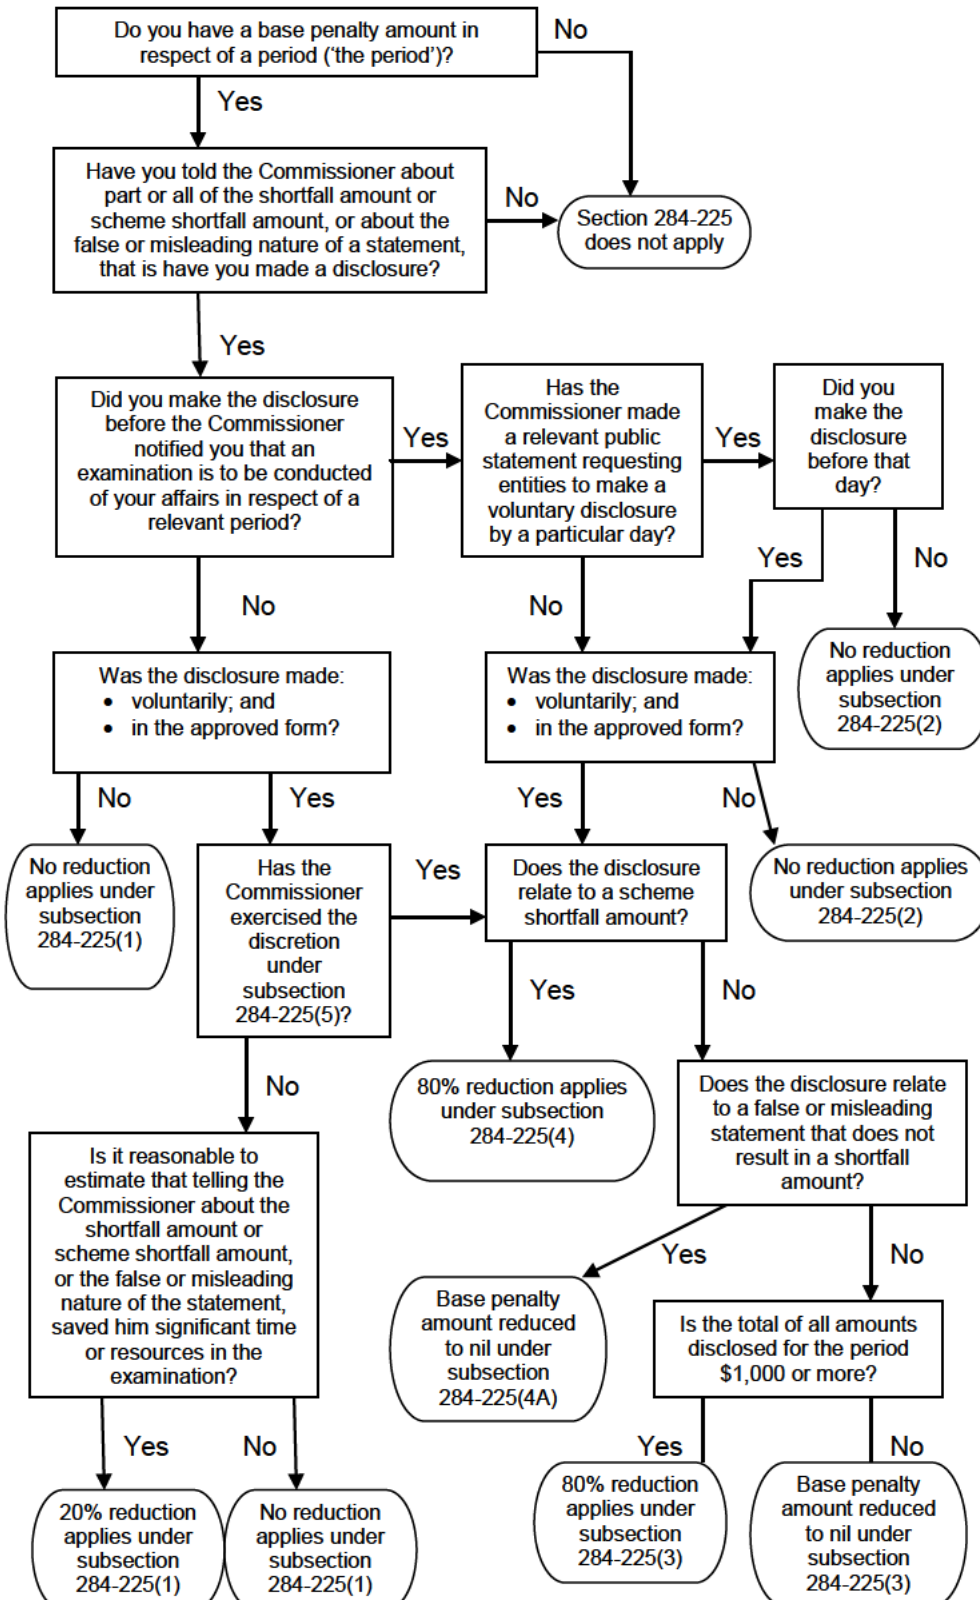 Do you have a base penalty amount in
respect of a period (‘the period’)?
No
Yes
Have you told the Commissioner about
part or all of the shortfall amount or
scheme shortfall amount, or about the
false or misleading nature of a statement,
that is have you made a disclosure?
No
Section 284-225
does not apply
Yes
Did you make the disclosure
before the Commissioner
notified you that an
examination is to be conducted
of your affairs in respect of a
relevant period?
Yes
Has the
Commissioner made
a relevant public
statement requesting
entities to make a
voluntary disclosure
by a particular day?
Yes
Did you
make the
disclosure
before that
day?
No
No
Yes
No
Was the disclosure made:
• voluntarily; and
• in the approved form?
Was the disclosure made:
• voluntarily; and
• in the approved form?
No reduction
applies under
subsection
284-225(2)
No
Yes
Yes
No
No reduction
applies under
subsection
284-225(1)
Has the
Commissioner
exercised the
discretion
under
subsection
284-225(5)?
Yes
Does the disclosure
relate to a scheme
shortfall amount?
No reduction applies
under subsection
284-225(2)
No
Yes
No
80% reduction applies
under subsection
284-225(4)
Does the disclosure relate
to a false or misleading
statement that does not
result in a shortfall
amount?
Is it reasonable to
estimate that telling the
Commissioner about the
shortfall amount or
scheme shortfall amount,
or the false or misleading
nature of the statement,
saved him significant time
or resources in the
examination?
Yes
No
Base penalty
amount reduced
to nil under
subsection
284-225(4A)
Is the total of all amounts
disclosed for the period
$1,000 or more?
Yes
No
Yes
No
20% reduction
applies under
subsection
284-225(1)
No reduction
applies under
subsection
284-225(1)
80% reduction
applies under
subsection
284-225(3)
Base penalty
amount reduced
to nil under
subsection
284-225(3)